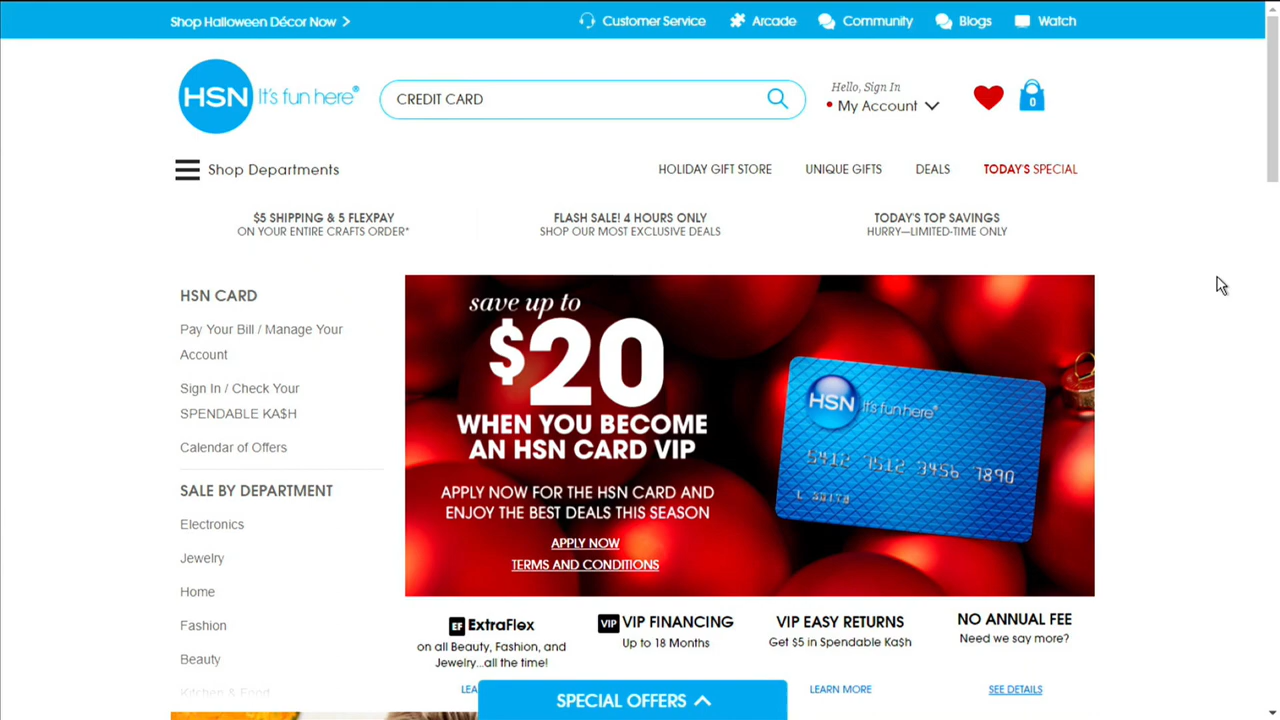 Shop Halloween Décor Now
Customer Service
Arcade
Community
Blogs
Watch
HSN It's fun here®
CREDIT CARD
Hello, Sign In
My Account
0
Shop Departments
HOLIDAY GIFT STORE
UNIQUE GIFTS
DEALS
TODAY'S SPECIAL
$5 SHIPPING & 5 FLEXPAY
ON YOUR ENTIRE CRAFTS ORDER*
FLASH SALE! 4 HOURS ONLY
SHOP OUR MOST EXCLUSIVE DEALS
TODAY'S TOP SAVINGS
HURRY—LIMITED-TIME ONLY
HSN CARD
Pay Your Bill / Manage Your
Account
Sign In / Check Your
SPENDABLE KA$H
Calendar of Offers
SALE BY DEPARTMENT
Electronics
Jewelry
Home
Fashion
Beauty
Kitchen & Food
save up to
$20
WHEN YOU BECOME
AN HSN CARD VIP
APPLY NOW FOR THE HSN CARD AND
ENJOY THE BEST DEALS THIS SEASON
APPLY NOW
TERMS AND CONDITIONS
HSN It's fun here®
5412 7512 3456 7890
EF ExtraFlex
on all Beauty, Fashion, and
Jewelry...all the time!
VIP VIP FINANCING
Up to 18 Months
VIP EASY RETURNS
Get $5 in Spendable Ka$h
LEARN MORE
NO ANNUAL FEE
Need we say more?
SEE DETAILS
SPECIAL OFFERS